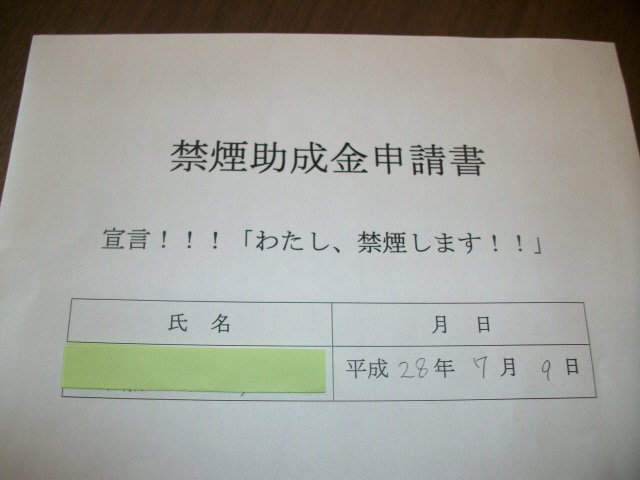 禁煙助成金申請書
宣言！！！「わたし、禁煙します！！」
氏 名 月 日
平成 28年 7月 9日